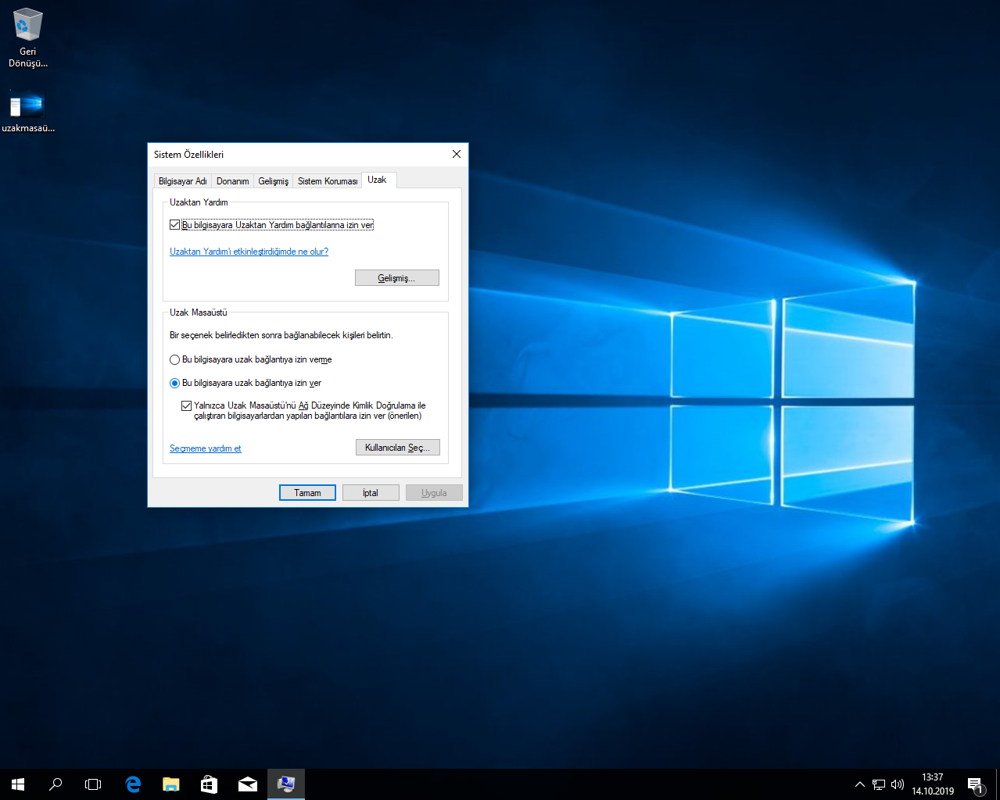 Geri
Dönüşü...
uzakmasaü...
Sistem Özellikleri
Bilgisayar Adı
Donanım
Gelişmiş
Sistem Koruması
Uzak
Uzaktan Yardım
Bu bilgisayara Uzaktan Yardım bağlantılarına izin ver
Uzaktan Yardım'ı etkinleştirdiğimde ne olur?
Gelişmiş...
Uzak Masaüstü
Bir seçenek belirledikten sonra bağlanabilecek kişileri belirtin.
Bu bilgisayara uzak bağlantıya izin verme
Bu bilgisayara uzak bağlantıya izin ver
Yalnızca Uzak Masaüstü'nü Ağ Düzeyinde Kimlik Doğrulama ile
çalıştıran bilgisayarlardan yapılan bağlantılara izin ver (önerilen)
Seçmeme yardım et
Kullanıcıları Seç...
Tamam
İptal
Uygula
13:37
14.10.2019
1